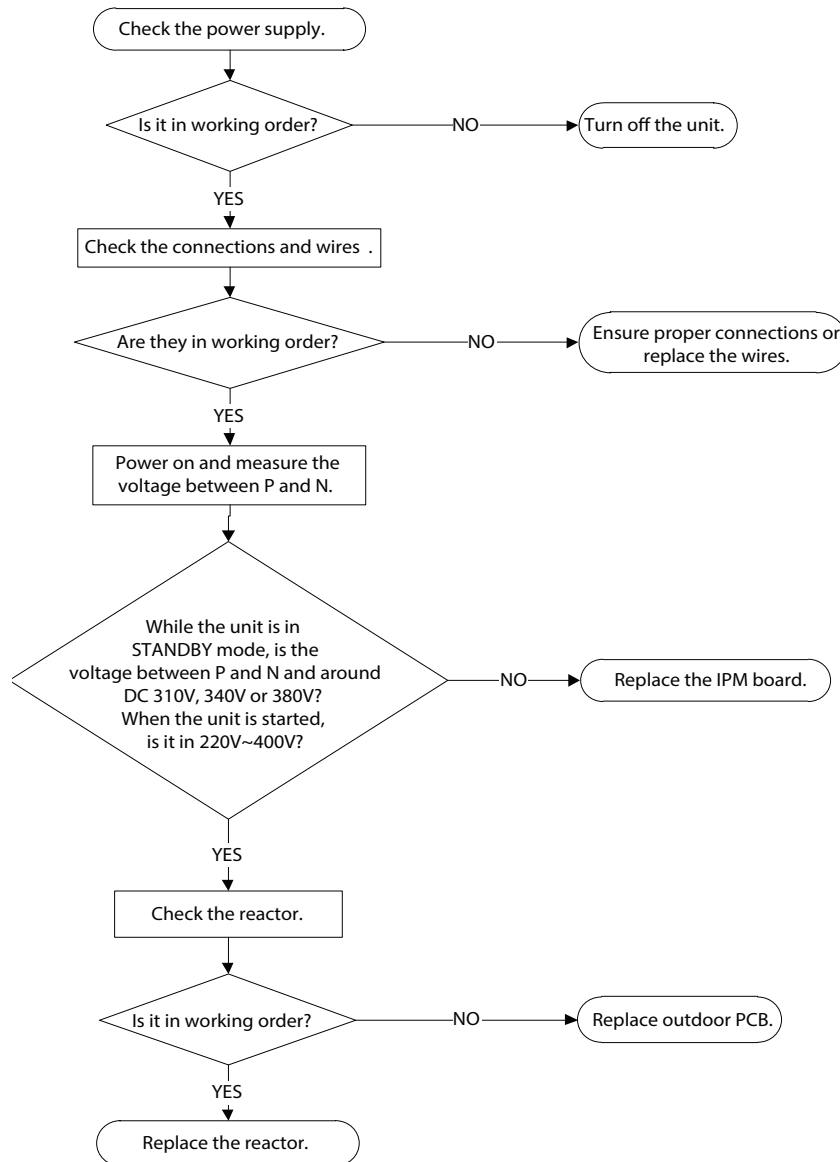 Check the power supply.
Is it in working order?
NO
Turn off the unit.
YES
Check the connections and wires .
Are they in working order?
NO
Ensure proper connections or
replace the wires.
YES
Power on and measure the
voltage between P and N.
While the unit is in
STANDBY mode, is the
voltage between P and N and around
DC 310V, 340V or 380V?
When the unit is started,
is it in 220V~400V?
NO
Replace the IPM board.
YES
Check the reactor.
Is it in working order?
NO
Replace outdoor PCB.
YES
Replace the reactor.